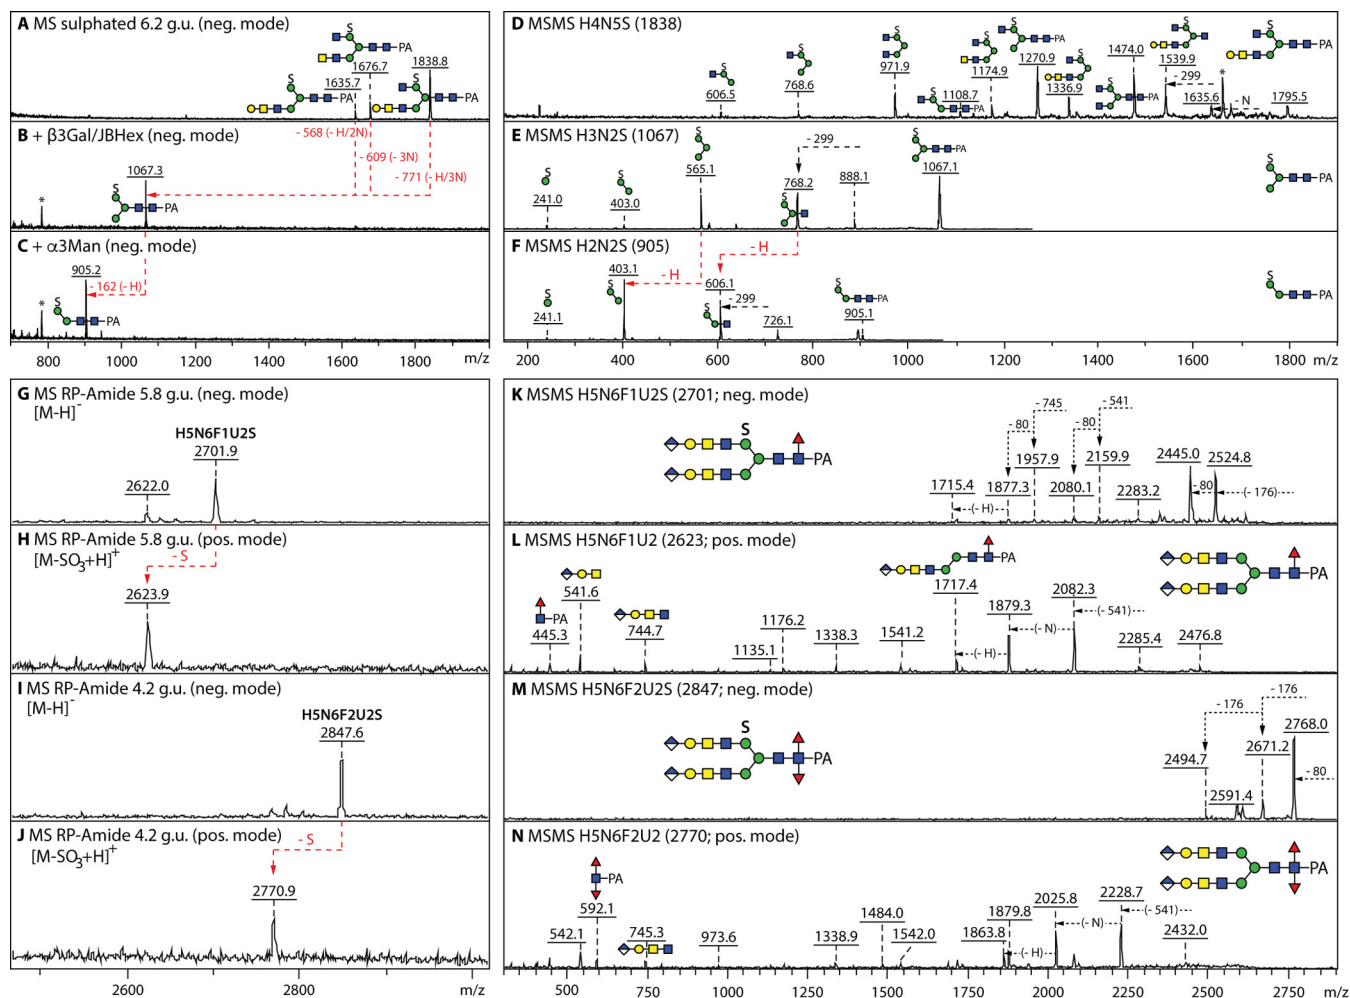 A MS sulphated 6.2 g.u. (neg. mode)
S
PA
1676.7
1635.7
1838.8
S
S
PA
PA
B + β3Gal/JBHex (neg. mode)
- 568 (- H/2N)
- 609 (- 3N)
- 771 (- H/3N)
1067.3
S
PA
*
C + α3Man (neg. mode)
905.2
- 162 (- H)
*
S
PA
800 1000 1200 1400 1600 1800 m/z
D MSMS H4N5S (1838)
S
606.5
S
768.6
S
971.9
S
PA
1108.7
S
1174.9
S
PA
1270.9
S
1336.9
1474.0
S
PA
S
1539.9
- 299
*
1635.6
- N
1795.5
S
PA
E MSMS H3N2S (1067)
S
241.0
S
403.0
S
565.1
- 299
768.2
S
888.1
S
PA
1067.1
S
PA
F MSMS H2N2S (905)
- H
- H
S
241.1
403.1
S
606.1
- 299
S
726.1
S
PA
905.1
S
PA
200 400 600 800 1000 1200 1400 1600 1800 m/z
G MS RP-Amide 5.8 g.u. (neg. mode)
[M-H]-
H5N6F1U2S
2701.9
2622.0
H MS RP-Amide 5.8 g.u. (pos. mode)
[M-SO3+H]+
- S
2623.9
I MS RP-Amide 4.2 g.u. (neg. mode)
[M-H]-
H5N6F2U2S
2847.6
J MS RP-Amide 4.2 g.u. (pos. mode)
[M-SO3+H]+
- S
2770.9
2600 2800 m/z
K MSMS H5N6F1U2S (2701; neg. mode)
S
PA
1715.4
(- H)
- 80
- 745
1877.3
1957.9
- 80
- 541
2080.1
2159.9
2283.2
2445.0
2524.8
- 80
(- 176)
L MSMS H5N6F1U2 (2623; pos. mode)
PA
445.3
541.6
744.7
1135.1
1176.2
1338.3
1541.2
PA
1717.4
(- H)
1879.3
(- N)
2082.3
(- 541)
2285.4
2476.8
PA
M MSMS H5N6F2U2S (2847; neg. mode)
S
PA
- 176
- 176
2494.7
2591.4
2671.2
2768.0
- 80
N MSMS H5N6F2U2 (2770; pos. mode)
PA
542.1
592.1
745.3
973.6
1338.9
1484.0
1542.0
1863.8
1879.8
(- H)
2025.8
(- N)
2228.7
(- 541)
2432.0
PA
500 750 1000 1250 1500 1750 2000 2250 2500 2750 m/z